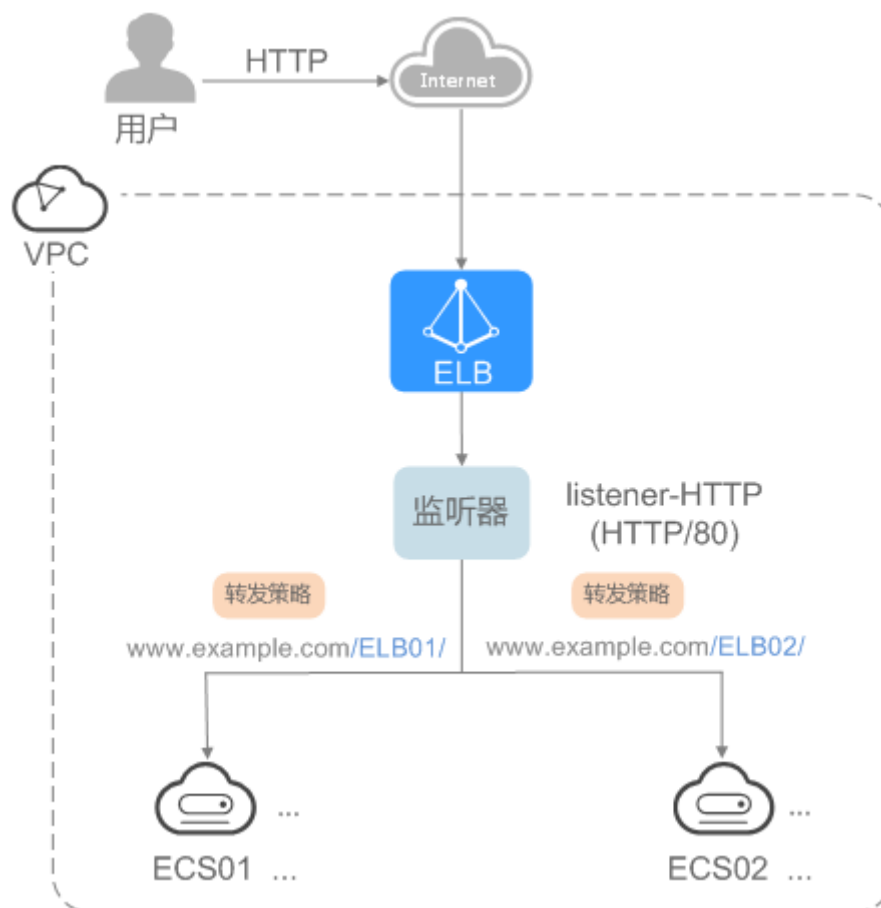 HTTP
Internet
用户
VPC
ELB
监听器
listener-HTTP
(HTTP/80)
转发策略
转发策略
www.example.com/ELB01/
www.example.com/ELB02/
...
...
ECS01 ...
ECS02 ...